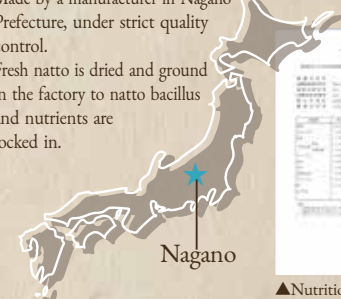 Made by a manufacturer in Nagano
Prefecture, under strict quality
control.
Fresh natto is dried and ground
in the factory to natto bacillus
and nutrients are
locked in.
Nagano
▲Nutritio